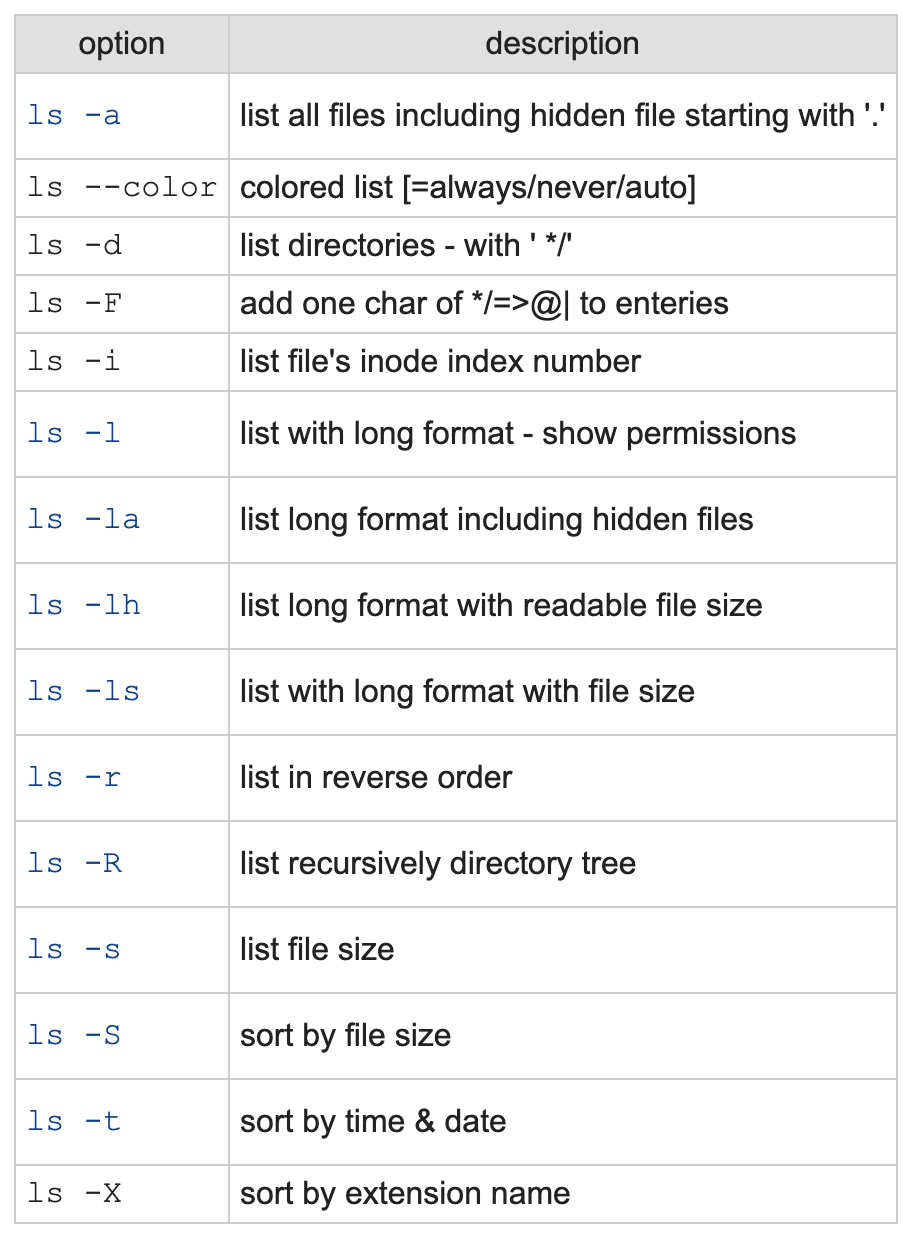 option description
ls -a list all files including hidden file starting with '.'
ls --color colored list [=always/never/auto]
ls -d list directories - with ' */'
ls -F add one char of */=>@| to enteries
ls -i list file's inode index number
ls -l list with long format - show permissions
ls -la list long format including hidden files
ls -lh list long format with readable file size
ls -ls list with long format with file size
ls -r list in reverse order
ls -R list recursively directory tree
ls -s list file size
ls -S sort by file size
ls -t sort by time & date
ls -X sort by extension name